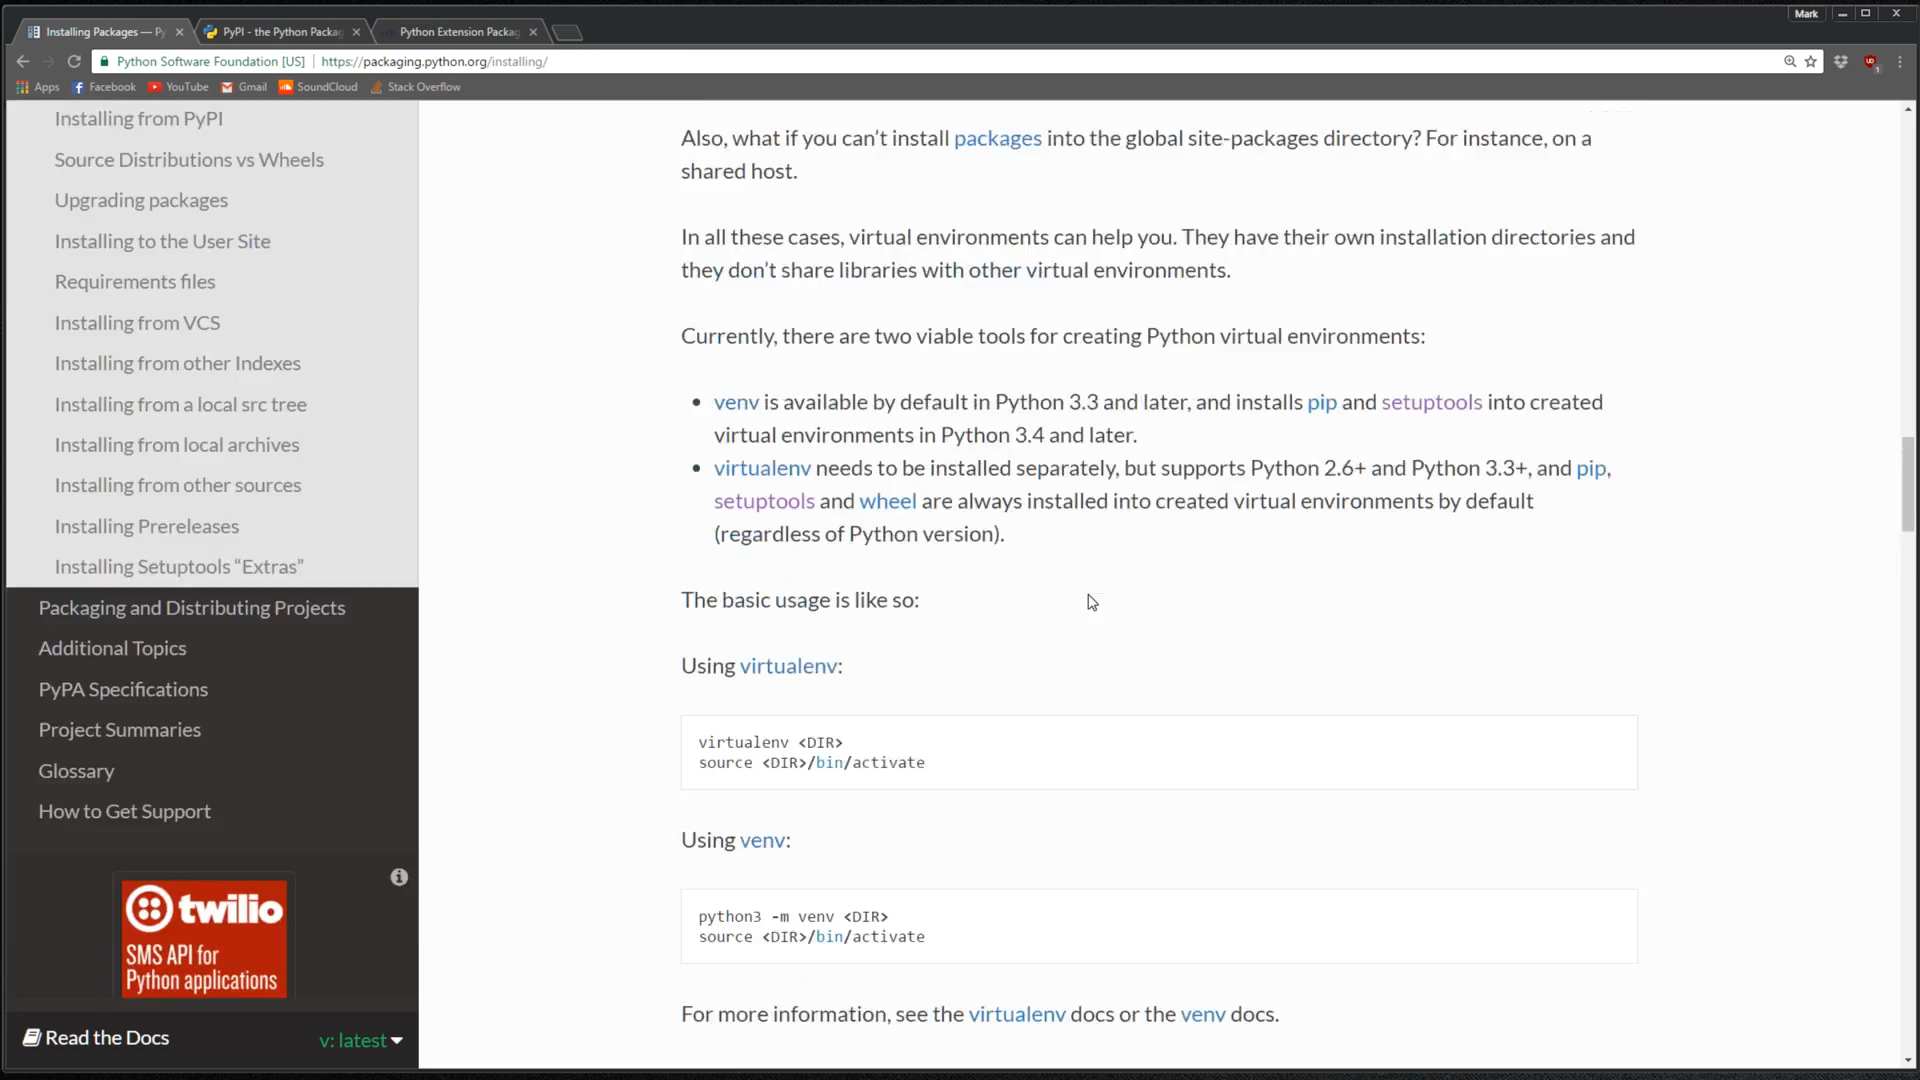 Mark
Installing Packages — Py
PyPI - the Python Packag
Python Extension Packag
Python Software Foundation [US] https://packaging.python.org/installing/
Apps Facebook YouTube Gmail SoundCloud Stack Overflow
Installing from PyPI
Source Distributions vs Wheels
Upgrading packages
Installing to the User Site
Requirements files
Installing from VCS
Installing from other Indexes
Installing from a local src tree
Installing from local archives
Installing from other sources
Installing Prereleases
Installing Setuptools “Extras”
Packaging and Distributing Projects
Additional Topics
PyPA Specifications
Project Summaries
Glossary
How to Get Support
twilio
SMS API for
Python applications
Read the Docs
v: latest
Also, what if you can’t install packages into the global site-packages directory? For instance, on a
shared host.
In all these cases, virtual environments can help you. They have their own installation directories and
they don’t share libraries with other virtual environments.
Currently, there are two viable tools for creating Python virtual environments:
• venv is available by default in Python 3.3 and later, and installs pip and setuptools into created
virtual environments in Python 3.4 and later.
• virtualenv needs to be installed separately, but supports Python 2.6+ and Python 3.3+, and pip,
setuptools and wheel are always installed into created virtual environments by default
(regardless of Python version).
The basic usage is like so:
Using virtualenv:
virtualenv <DIR>
source <DIR>/bin/activate
Using venv:
python3 -m venv <DIR>
source <DIR>/bin/activate
For more information, see the virtualenv docs or the venv docs.